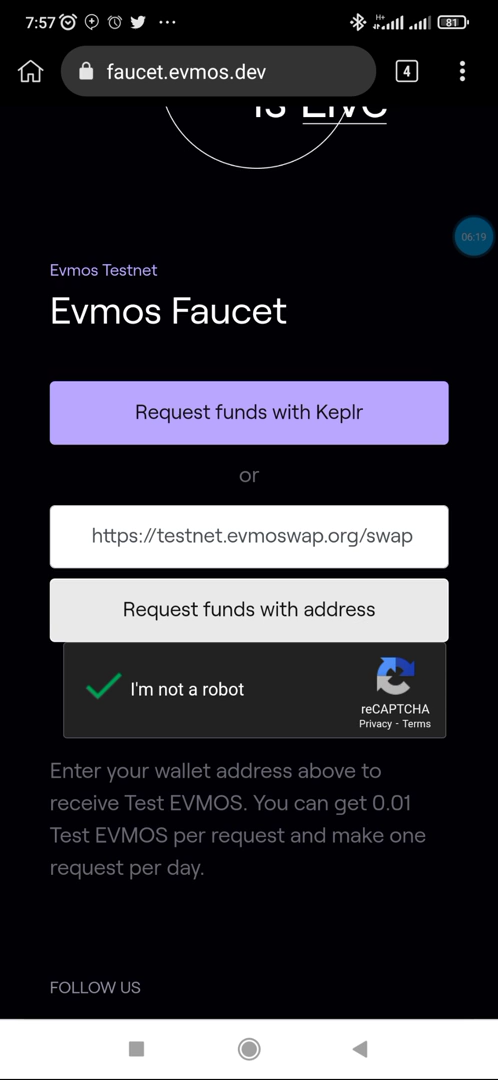 7:57
H+
81
faucet.evmos.dev
4
is Live
06:19
Evmos Testnet
Evmos Faucet
Request funds with Keplr
or
https://testnet.evmoswap.org/swap
Request funds with address
I'm not a robot
reCAPTCHA
Privacy - Terms
Enter your wallet address above to
receive Test EVMOS. You can get 0.01
Test EVMOS per request and make one
request per day.
FOLLOW US